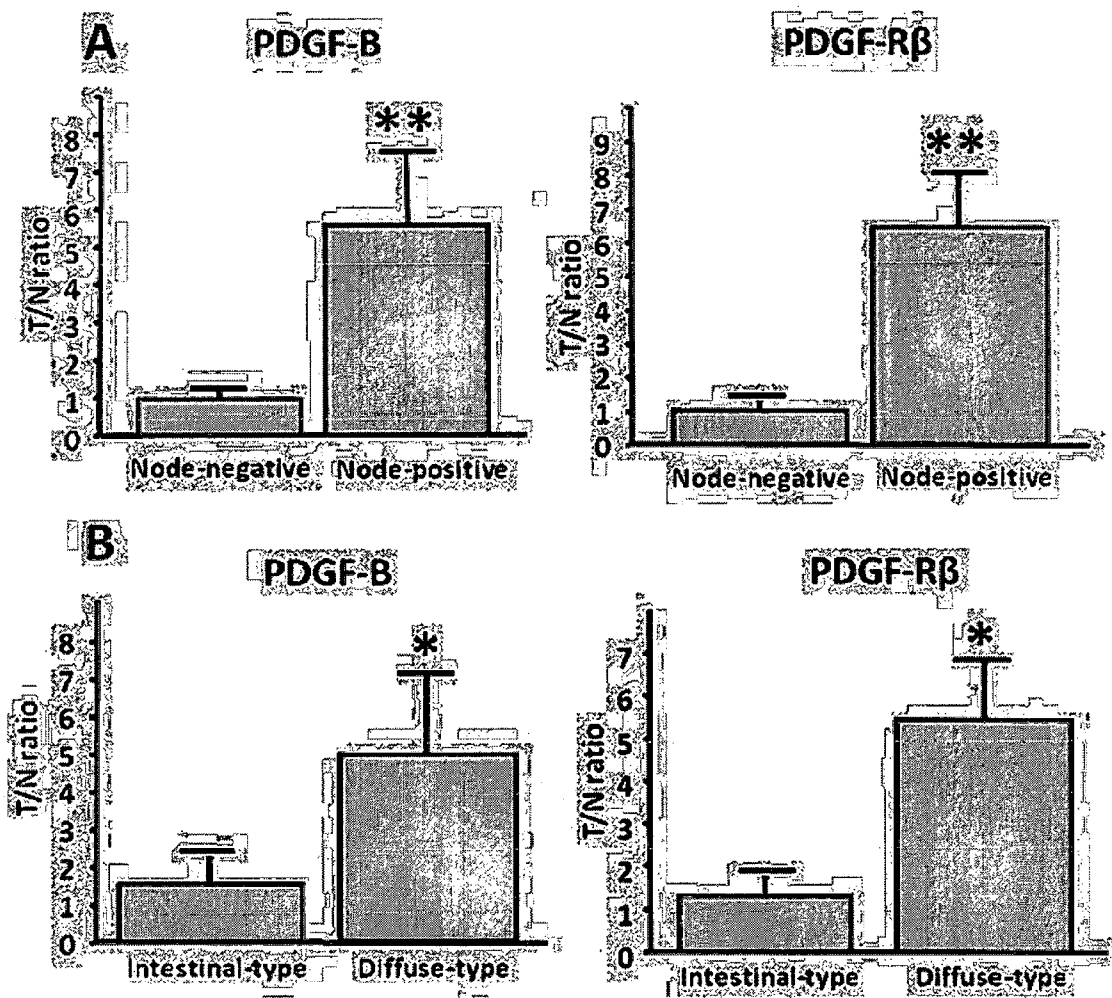 A
PDGF-B
**
8
7
6
5
4
3
2
1
0
T/N ratio
Node-negative Node-positive
PDGF-Rβ
**
9
8
7
6
5
4
3
2
1
0
T/N ratio
Node-negative Node-positive
B
PDGF-B
*
8
7
6
5
4
3
2
1
0
T/N ratio
Intestinal-type Diffuse-type
PDGF-Rβ
*
7
6
5
4
3
2
1
0
T/N ratio
Intestinal-type Diffuse-type